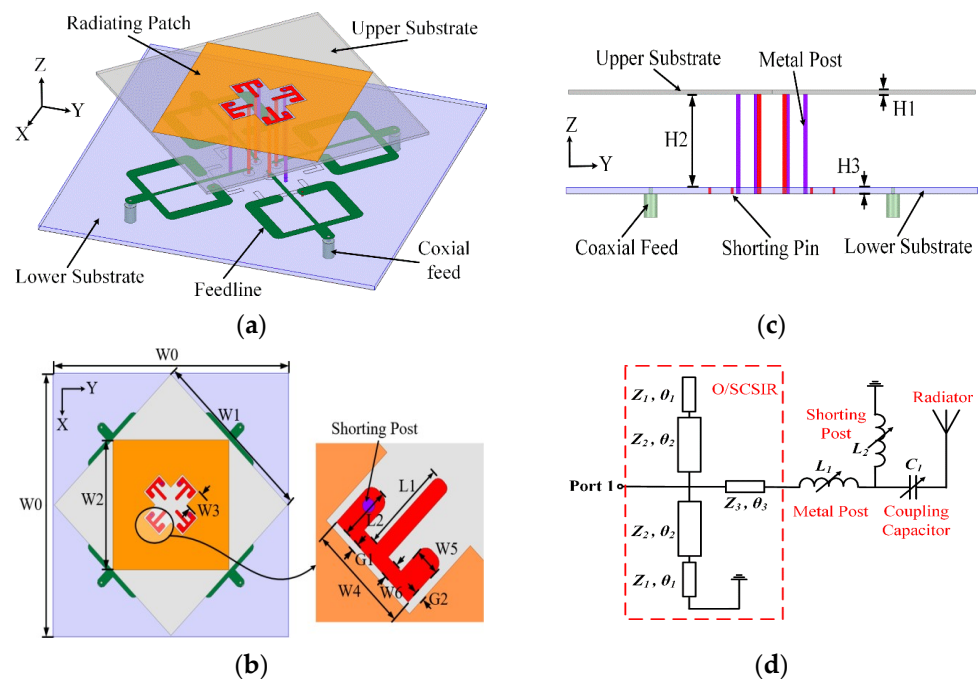 Radiating Patch
Upper Substrate
Z
Y
X
Lower Substrate
Feedline
Coxial
feed
(a)
Upper Substrate
Metal Post
H1
H2
H3
Z
Y
Coaxial Feed
Shorting Pin
Lower Substrate
(c)
W0
Y
X
W1
W0
W2
W3
Shorting Post
L1
L2
G1
W5
W4
W6
G2
(b)
O/SCSIR
Z1, θ1
Z2, θ2
Port 1
Z3, θ3
Z2, θ2
Z1, θ1
Shorting
Post
L2
Radiator
L1
C1
Metal Post
Coupling
Capacitor
(d)